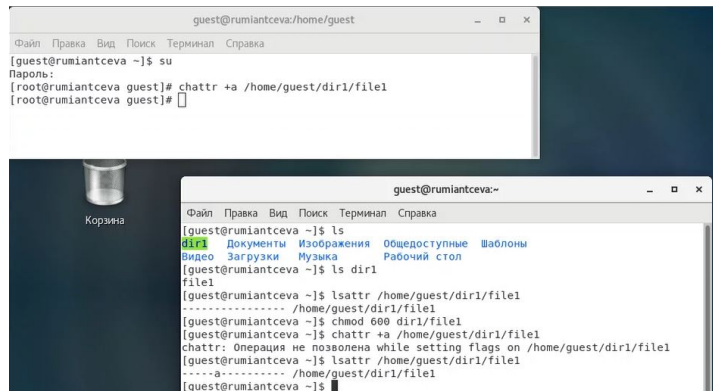 guest@rumiantceva:/home/guest
Файл Правка Вид Поиск Терминал Справка
[guest@rumiantceva ~]$ su
Пароль:
[root@rumiantceva guest]# chattr +a /home/guest/dir1/file1
[root@rumiantceva guest]#
Корзина
guest@rumiantceva:~
Файл Правка Вид Поиск Терминал Справка
[guest@rumiantceva ~]$ ls
dir1 Документы Изображения Общедоступные Шаблоны
Видео Загрузки Музыка Рабочий стол
[guest@rumiantceva ~]$ ls dir1
file1
[guest@rumiantceva ~]$ lsattr /home/guest/dir1/file1
---------------- /home/guest/dir1/file1
[guest@rumiantceva ~]$ chmod 600 dir1/file1
[guest@rumiantceva ~]$ chattr +a /home/guest/dir1/file1
chattr: Операция не позволена while setting flags on /home/guest/dir1/file1
[guest@rumiantceva ~]$ lsattr /home/guest/dir1/file1
-----a---------- /home/guest/dir1/file1
[guest@rumiantceva ~]$